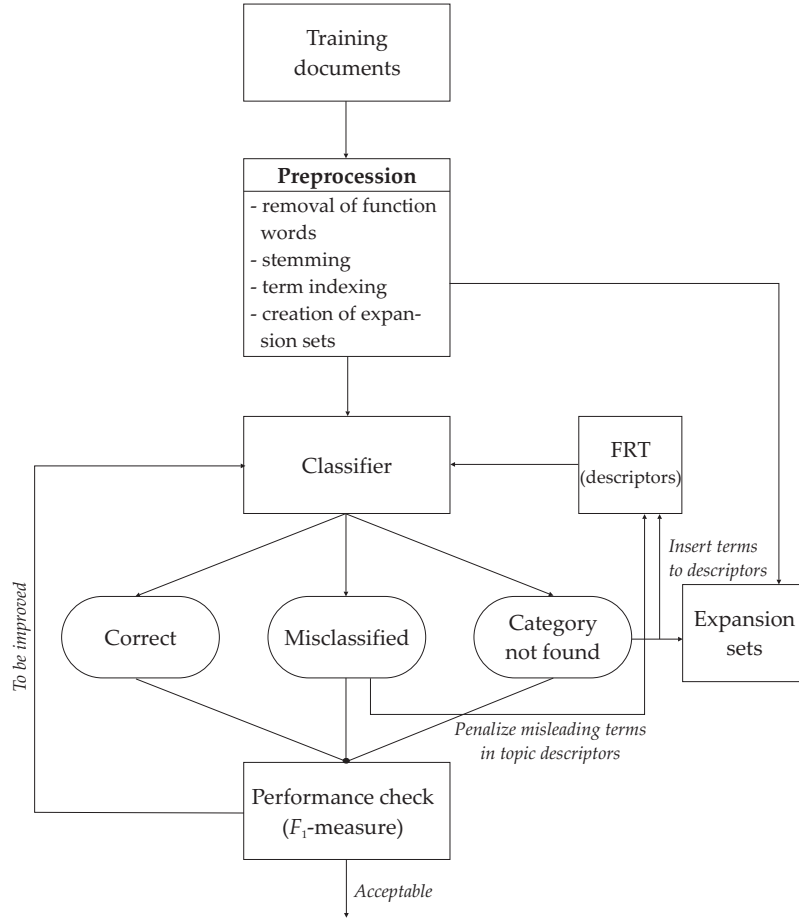 Training
documents
Preprocession
- removal of function
words
- stemming
- term indexing
- creation of expan-
sion sets
Classifier
FRT
(descriptors)
Insert terms
to descriptors
To be improved
Correct
Misclassified
Category
not found
Expansion
sets
Penalize misleading terms
in topic descriptors
Performance check
(F₁-measure)
Acceptable